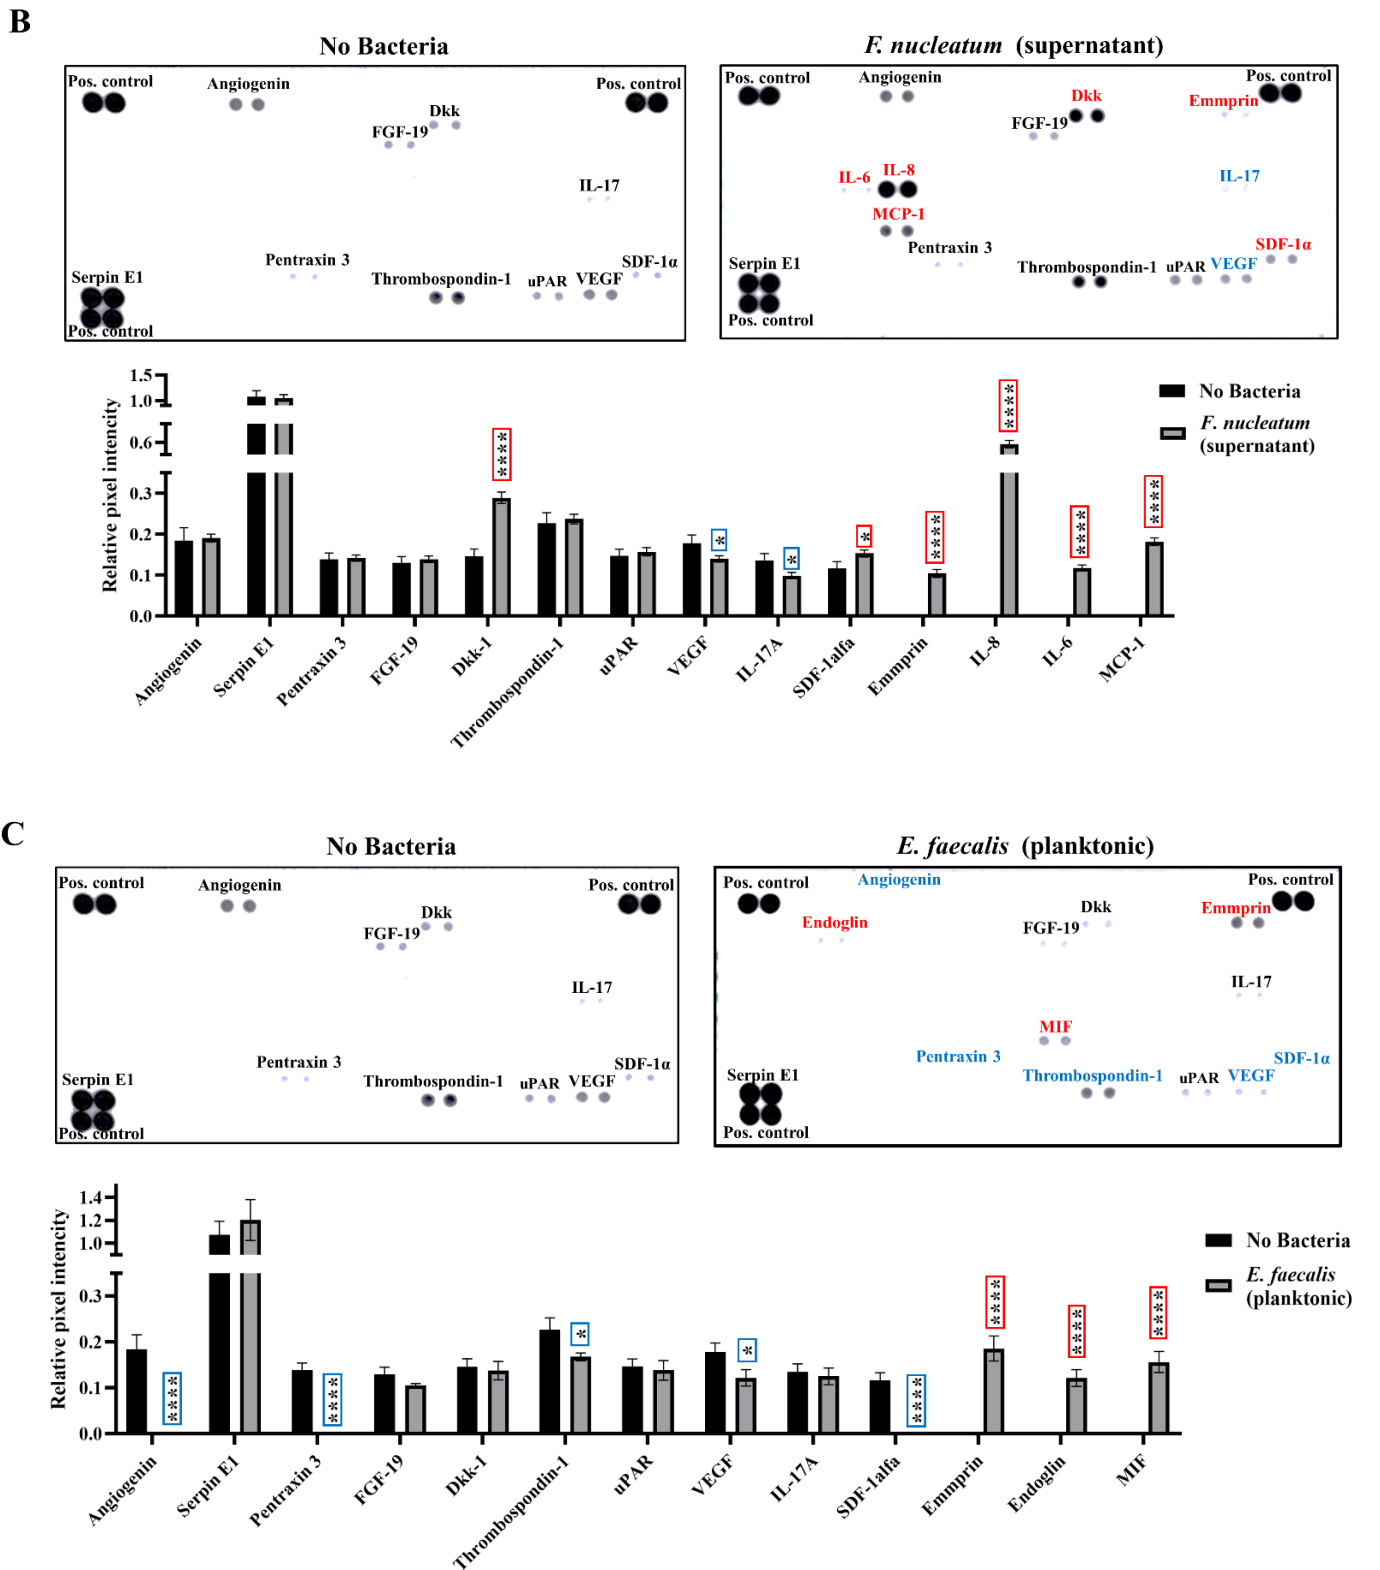 B
No Bacteria
F. nucleatum (supernatant)
Pos. control
Angiogenin
Pos. control
Dkk
FGF-19
IL-17
Pentraxin 3
SDF-1α
Serpin E1
Thrombospondin-1
uPAR
VEGF
Pos. control
Pos. control
Angiogenin
Pos. control
Dkk
Emmprin
FGF-19
IL-6
IL-8
IL-17
MCP-1
Pentraxin 3
SDF-1α
Serpin E1
Thrombospondin-1
uPAR
VEGF
Pos. control
Relative pixel intensity
1.5
1.0
0.6
0.3
0.2
0.1
0.0
****
*
*
*
****
****
****
****
No Bacteria
F. nucleatum
(supernatant)
Angiogenin
Serpin E1
Pentraxin 3
FGF-19
Dkk-1
Thrombospondin-1
uPAR
VEGF
IL-17A
SDF-1alfa
Emmprin
IL-8
IL-6
MCP-1
C
No Bacteria
E. faecalis (planktonic)
Pos. control
Angiogenin
Pos. control
Dkk
FGF-19
IL-17
Pentraxin 3
SDF-1α
Serpin E1
Thrombospondin-1
uPAR
VEGF
Pos. control
Pos. control
Angiogenin
Pos. control
Endoglin
Dkk
Emmprin
FGF-19
IL-17
MIF
Pentraxin 3
SDF-1α
Serpin E1
Thrombospondin-1
uPAR
VEGF
Pos. control
Relative pixel intencity
1.4
1.2
1.0
0.3
0.2
0.1
0.0
****
****
*
*
****
****
****
****
No Bacteria
E. faecalis
(planktonic)
Angiogenin
Serpin E1
Pentraxin 3
FGF-19
Dkk-1
Thrombospondin-1
uPAR
VEGF
IL-17A
SDF-1alfa
Emmprin
Endoglin
MIF